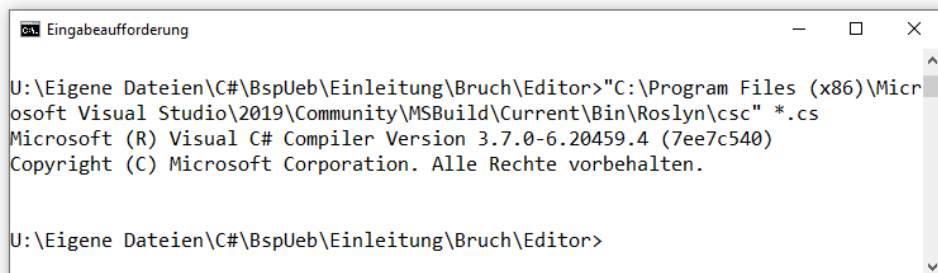 Eingabeaufforderung
U:\Eigene Dateien\C#\BspUeb\Einleitung\Bruch\Editor>"C:\Program Files (x86)\Micr
osoft Visual Studio\2019\Community\MSBuild\Current\Bin\Roslyn\csc" *.cs
Microsoft (R) Visual C# Compiler Version 3.7.0-6.20459.4 (7ee7c540)
Copyright (C) Microsoft Corporation. Alle Rechte vorbehalten.
U:\Eigene Dateien\C#\BspUeb\Einleitung\Bruch\Editor>